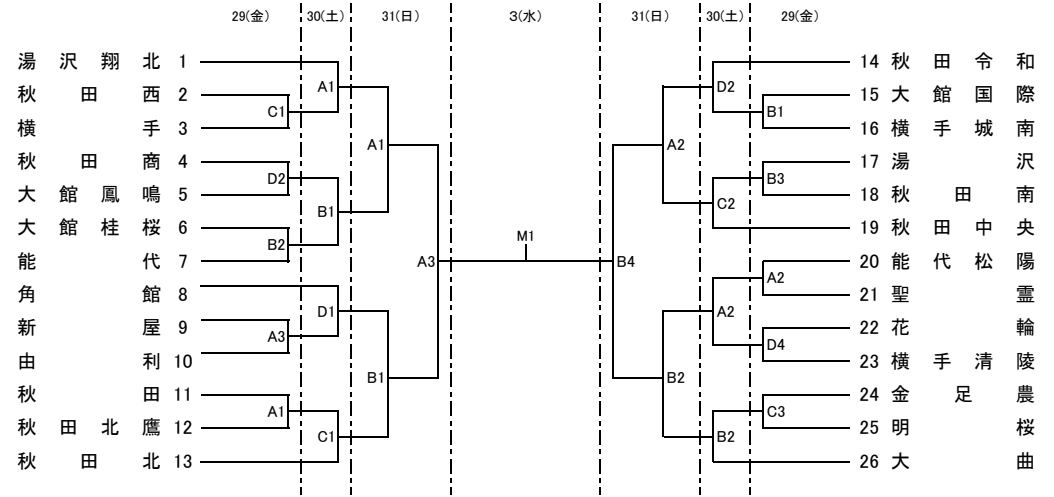 29(金) 30(土) 31(日) 3(水) 31(日) 30(土) 29(金)
湯沢翔北 1 14 秋田令和
A1 D2
秋田西 2 15 大館国際
C1 B1
横手 3 16 横手城南
A1 A2
秋田商 4 17 湯沢
D2 B3
大館鳳鳴 5 18 秋田南
B1 C2
大館桂桜 6 19 秋田中央
B2 M1
能代 7 20 能代松陽
A3 B4
A2
角館 8 21 聖霊
D1 A2
新屋 9 22 花輪
A3 D4
由利 10 23 横手清陵
B1 B2
秋田 11 24 金足農
A1 C3
秋田北鷹 12 25 明桜
C1 B2
秋田北 13 26 大曲